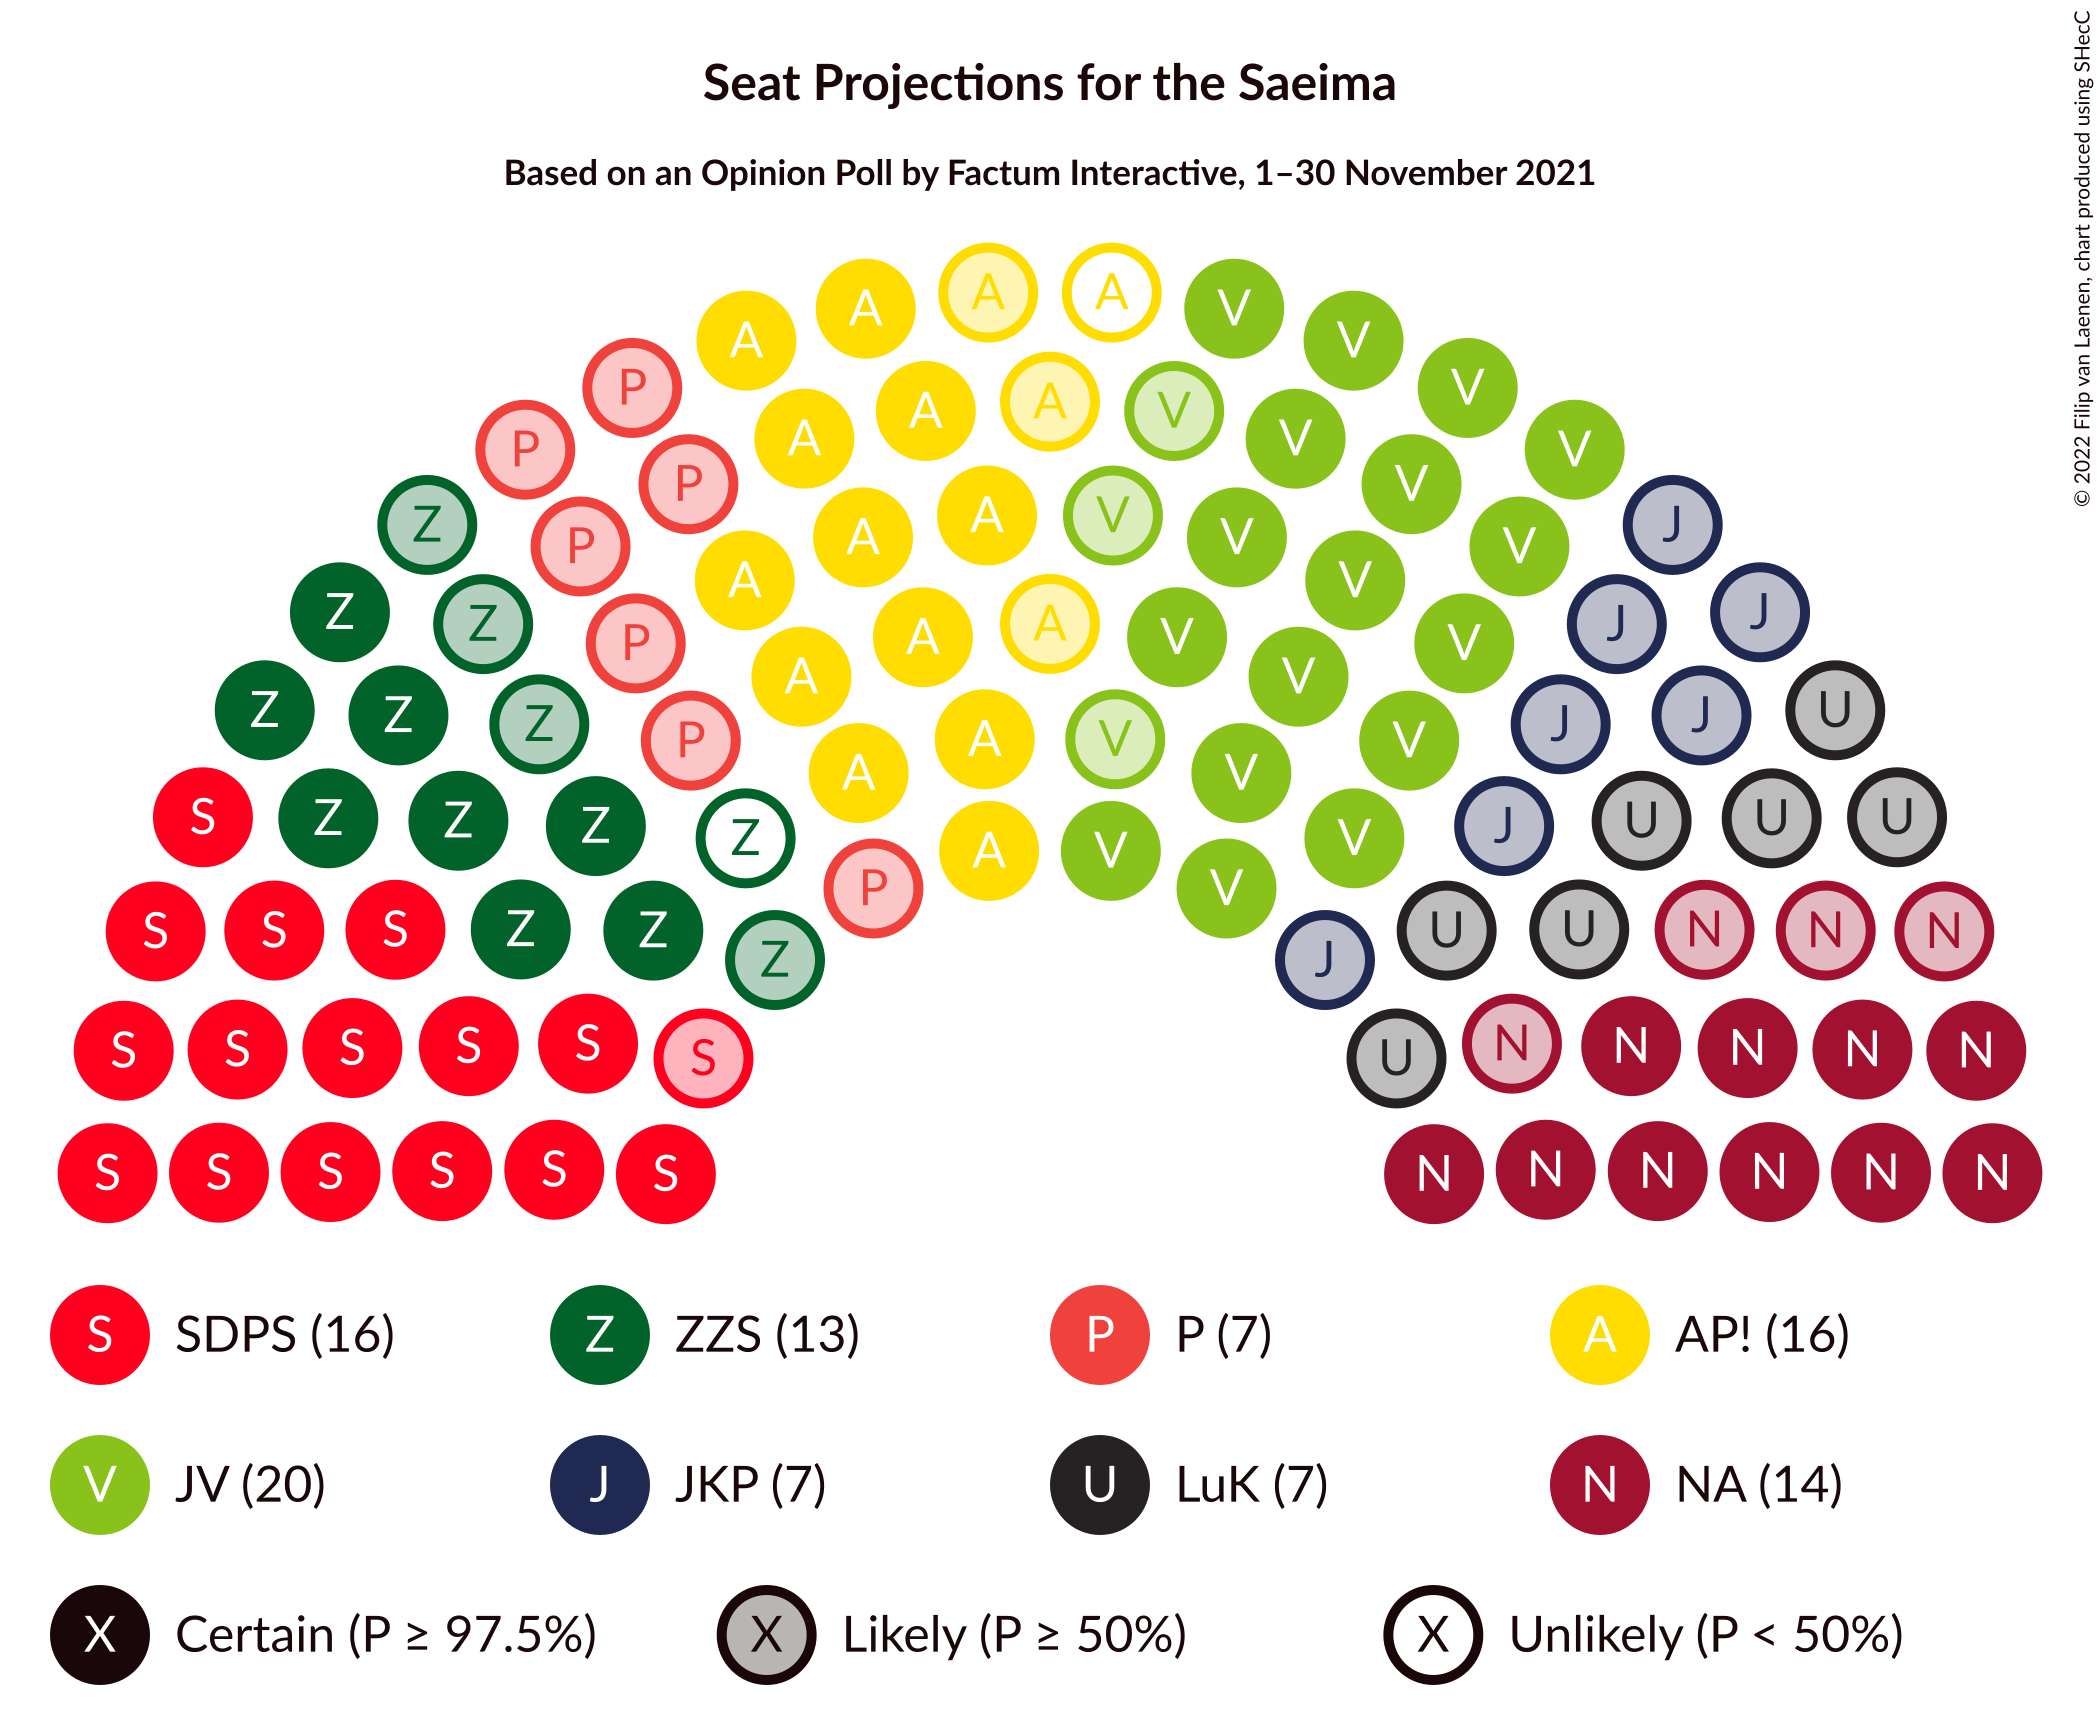 © 2022 Filip van Laenen, chart produced using SHecC
Seat Projections for the Saeima
Based on an Opinion Poll by Factum Interactive, 1–30 November 2021
A A
A V
A V
P V
A A V
P A V V
P V
Z P A A V V V J
A V
Z Z P A A V V J J
A V
Z Z Z P A V V J J U
A V
S Z Z Z Z A V V J U U U
P V
S S S Z Z Z J U U N N N
S S S S S S U N N N N N
S S S S S S N N N N N N
S SDPS (16) Z ZZS (13) P P (7) A AP! (16)
V JV (20) J JKP (7) U LuK (7) N NA (14)
X Certain (P ≥ 97.5%) X Likely (P ≥ 50%) X Unlikely (P < 50%)